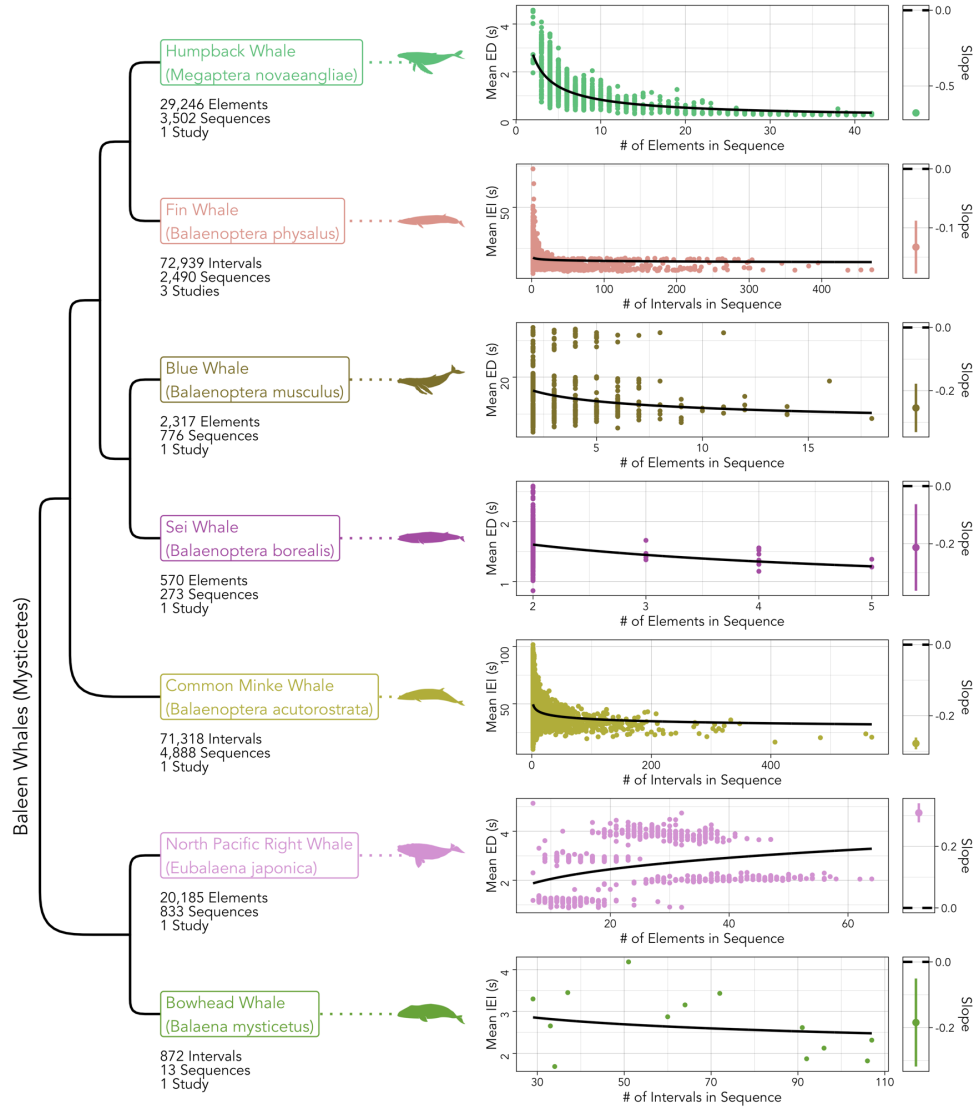 Baleen Whales (Mysticetes)
Humpback Whale
(Megaptera novaeangliae)
29,246 Elements
3,502 Sequences
1 Study
Mean ED (s)
0
2
4
0
10
20
30
40
# of Elements in Sequence
0.0
-0.5
Slope
Fin Whale
(Balaenoptera physalus)
72,939 Intervals
2,490 Sequences
3 Studies
Mean IEI (s)
50
0
100
200
300
400
# of Intervals in Sequence
0.0
-0.1
Slope
Blue Whale
(Balaenoptera musculus)
2,317 Elements
776 Sequences
1 Study
Mean ED (s)
20
5
10
15
# of Elements in Sequence
0.0
-0.2
Slope
Sei Whale
(Balaenoptera borealis)
570 Elements
273 Sequences
1 Study
Mean ED (s)
1
2
2
3
4
5
# of Elements in Sequence
0.0
-0.2
Slope
Common Minke Whale
(Balaenoptera acutorostrata)
71,318 Intervals
4,888 Sequences
1 Study
Mean IEI (s)
50
100
0
200
400
# of Intervals in Sequence
0.0
-0.2
Slope
North Pacific Right Whale
(Eubalaena japonica)
20,185 Elements
833 Sequences
1 Study
Mean ED (s)
2
4
20
40
60
# of Elements in Sequence
0.2
0.0
Slope
Bowhead Whale
(Balaena mysticetus)
872 Intervals
13 Sequences
1 Study
Mean IEI (s)
2
3
4
30
50
70
90
110
# of Intervals in Sequence
0.0
-0.2
Slope